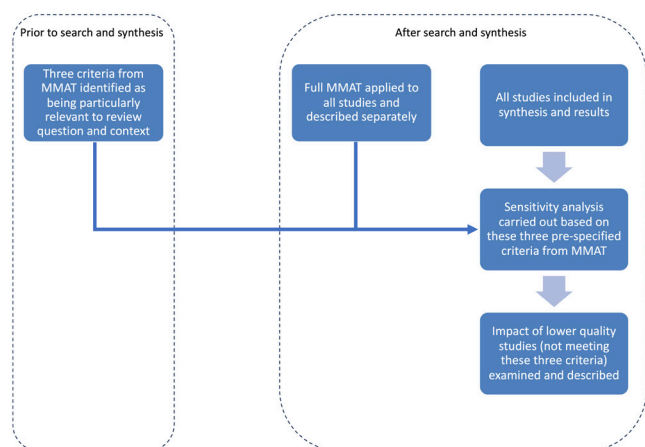 Prior to search and synthesis
Three criteria from
MMAT identified as
being particularly
relevant to review
question and context
After search and synthesis
Full MMAT applied to
all studies and
described separately
All studies included in
synthesis and results
Sensitivity analysis
carried out based on
these three pre-specified
criteria from MMAT
Impact of lower quality
studies (not meeting
these three criteria)
examined and described